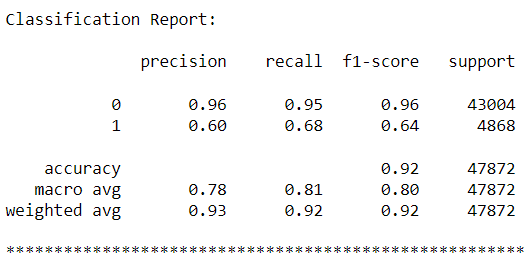 Classification Report:
precision recall f1-score support
0 0.96 0.95 0.96 43004
1 0.60 0.68 0.64 4868
accuracy 0.92 47872
macro avg 0.78 0.81 0.80 47872
weighted avg 0.93 0.92 0.92 47872
******************************************************